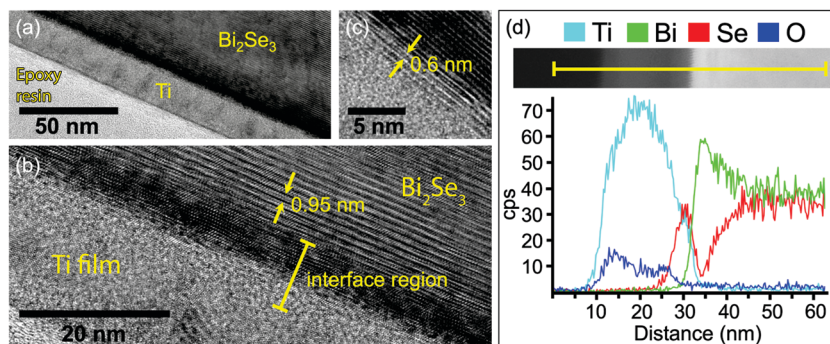 (a)
Bi₂Se₃
Epoxy
resin
Ti
50 nm
(c)
0.6 nm
5 nm
(b)
Bi₂Se₃
0.95 nm
Ti film
interface region
20 nm
(d)
Ti Bi Se O
cps
70
60
50
40
30
20
10
0 10 20 30 40 50 60
Distance (nm)